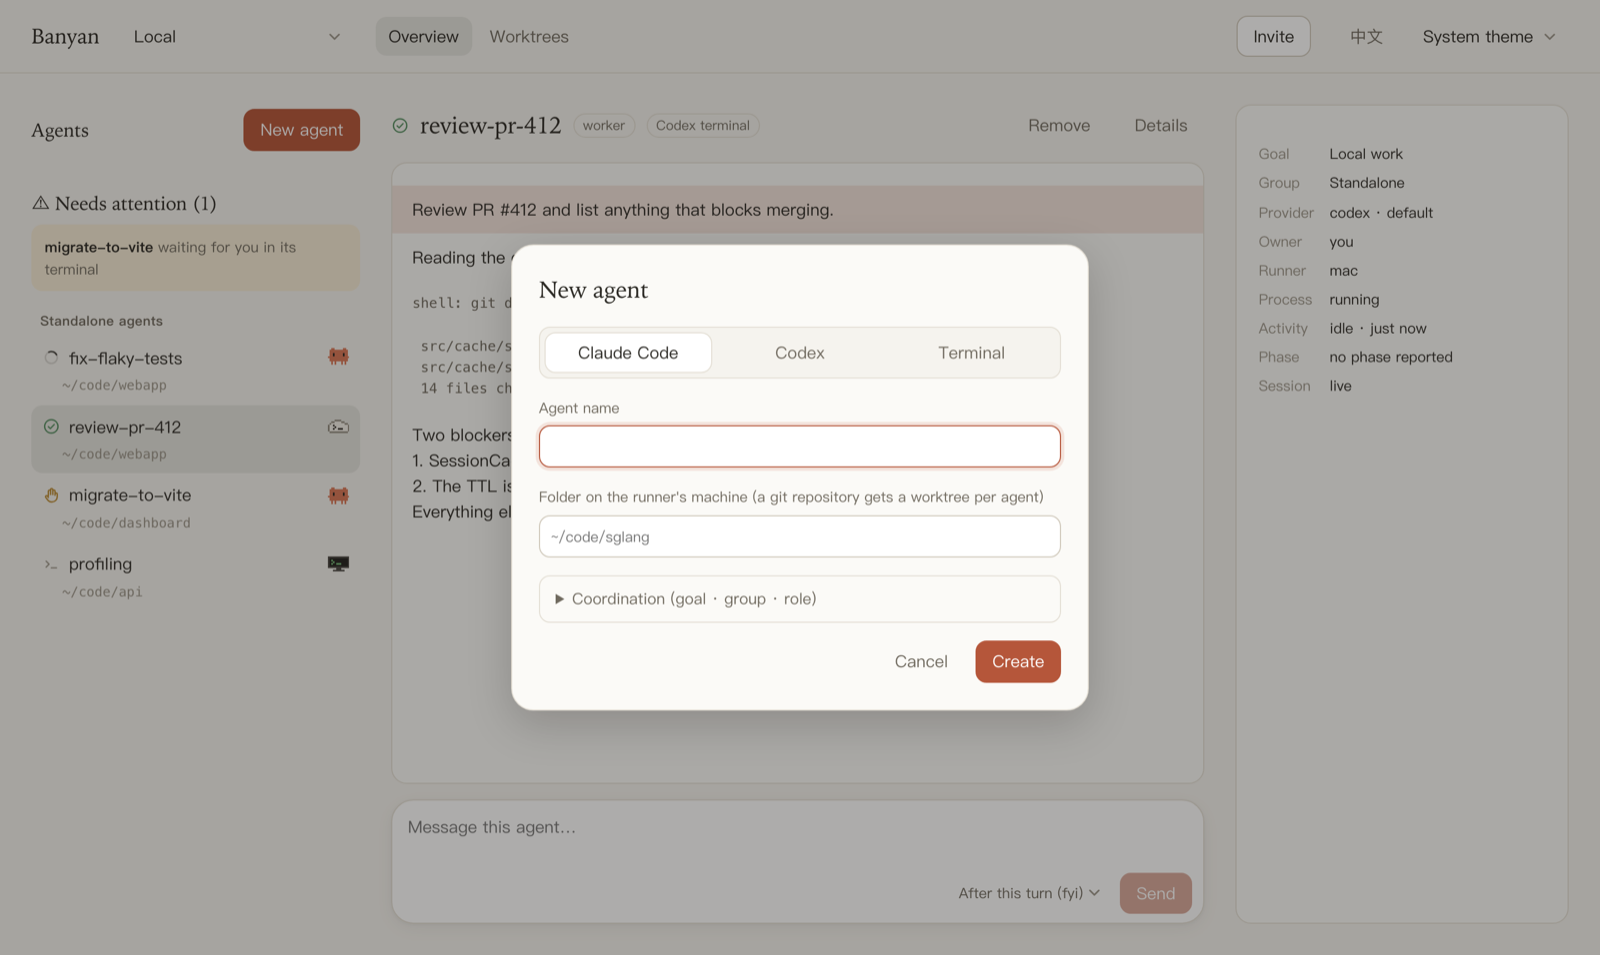 Banyan
Local
Overview
Worktrees
Invite
中文
System theme
Agents
New agent
Needs attention (1)
migrate-to-vite waiting for you in its
terminal
Standalone agents
fix-flaky-tests
~/code/webapp
review-pr-412
~/code/webapp
migrate-to-vite
~/code/dashboard
profiling
~/code/api
review-pr-412
worker
Codex terminal
Remove
Details
Review PR #412 and list anything that blocks merging.
Reading the
shell: git d
src/cache/s
src/cache/s
14 files ch
Two blockers
1. SessionCa
2. The TTL is
Everything el
New agent
Claude Code
Codex
Terminal
Agent name
Folder on the runner's machine (a git repository gets a worktree per agent)
~/code/sglang
Coordination (goal · group · role)
Cancel
Create
Message this agent...
After this turn (fyi)
Send
Goal Local work
Group Standalone
Provider codex · default
Owner you
Runner mac
Process running
Activity idle · just now
Phase no phase reported
Session live